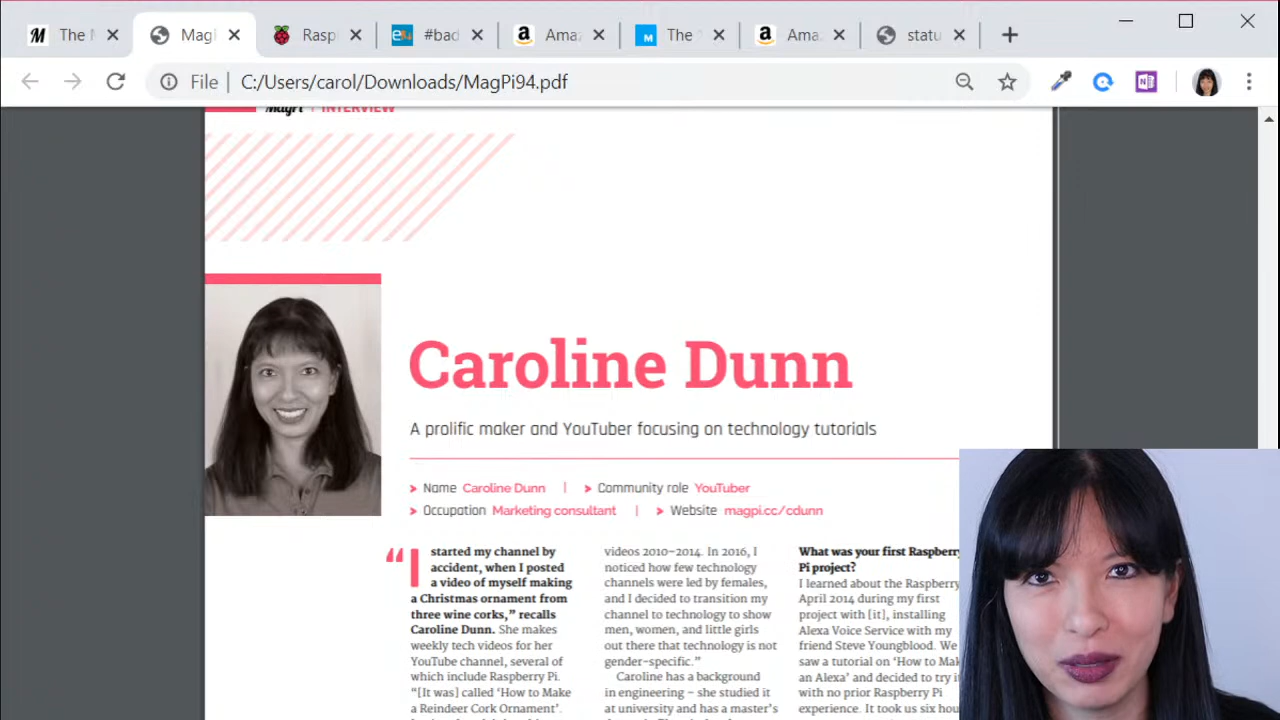 The M
MagP
Rasp
#bad
Amaz
The "
Amaz
statu
File
C:/Users/carol/Downloads/MagPi94.pdf
MagPi INTERVIEW
Caroline Dunn
A prolific maker and YouTuber focusing on technology tutorials
Name Caroline Dunn | Community role YouTuber
Occupation Marketing consultant | Website magpi.cc/cdunn
“I started my channel by
accident, when I posted
a video of myself making
a Christmas ornament from
three wine corks,” recalls
Caroline Dunn. She makes
weekly tech videos for her
YouTube channel, several of
which include Raspberry Pi.
“[It was] called ‘How to Make
a Reindeer Cork Ornament’.
videos 2010–2014. In 2016, I
noticed how few technology
channels were led by females,
and I decided to transition my
channel to technology to show
men, women, and little girls
out there that technology is not
gender-specific.”
Caroline has a background
in engineering – she studied it
at university and has a master’s
What was your first Raspberry
Pi project?
I learned about the Raspberry
April 2014 during my first
project with [it], installing
Alexa Voice Service with my
friend Steve Youngblood. We
saw a tutorial on ‘How to Mak
an Alexa’ and decided to try i
with no prior Raspberry Pi
experience. It took us six hou